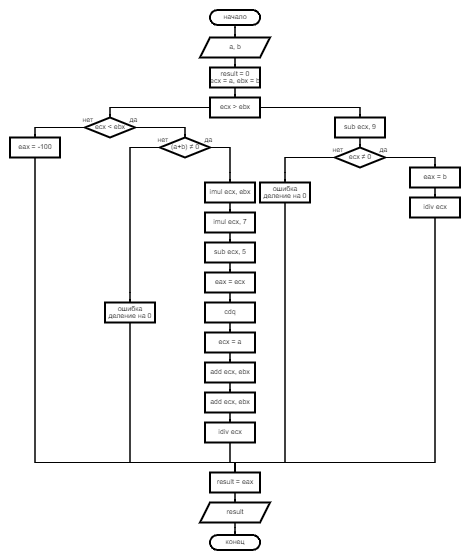 начало
a, b
result = 0
ecx = a, ebx = b
ecx > ebx
нет
да
ecx < ebx
sub ecx, 9
нет
да
(a+b) ≠ 0
нет
да
ecx ≠ 0
eax = -100
eax = b
imul ecx, ebx
ошибка
деление на 0
idiv ecx
imul ecx, 7
sub ecx, 5
eax = ecx
ошибка
деление на 0
cdq
ecx = a
add ecx, ebx
add ecx, ebx
idiv ecx
result = eax
result
конец